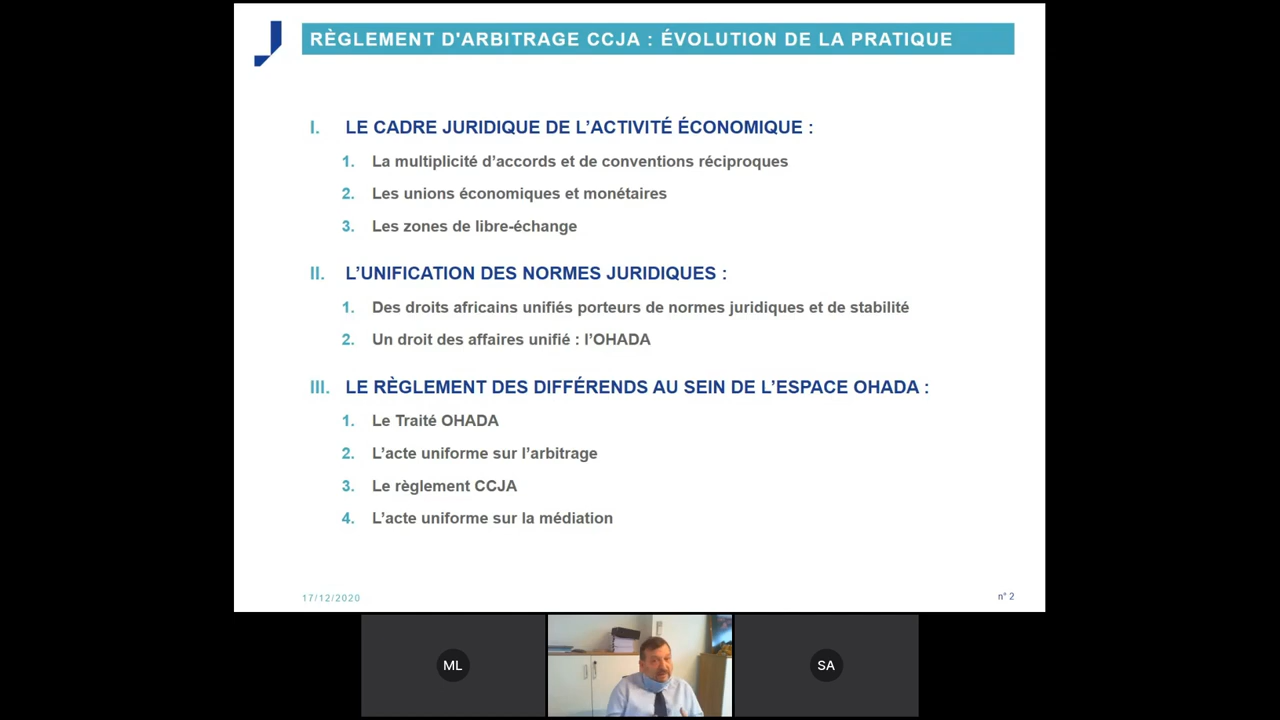 RÈGLEMENT D'ARBITRAGE CCJA : ÉVOLUTION DE LA PRATIQUE
I. LE CADRE JURIDIQUE DE L’ACTIVITÉ ÉCONOMIQUE :
1. La multiplicité d’accords et de conventions réciproques
2. Les unions économiques et monétaires
3. Les zones de libre-échange
II. L’UNIFICATION DES NORMES JURIDIQUES :
1. Des droits africains unifiés porteurs de normes juridiques et de stabilité
2. Un droit des affaires unifié : l’OHADA
III. LE RÈGLEMENT DES DIFFÉRENDS AU SEIN DE L’ESPACE OHADA :
1. Le Traité OHADA
2. L’acte uniforme sur l’arbitrage
3. Le règlement CCJA
4. L’acte uniforme sur la médiation
17/12/2020
n° 2
ML
SA